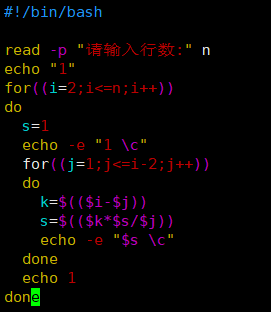 #!/bin/bash

read -p "请输入行数:" n
echo "1"
for((i=2;i<=n;i++))
do
  s=1
  echo -e "1 \c"
  for((j=1;j<=i-2;j++))
  do
    k=$(($i-$j))
    s=$(($k*$s/$j))
    echo -e "$s \c"
  done
  echo 1
done